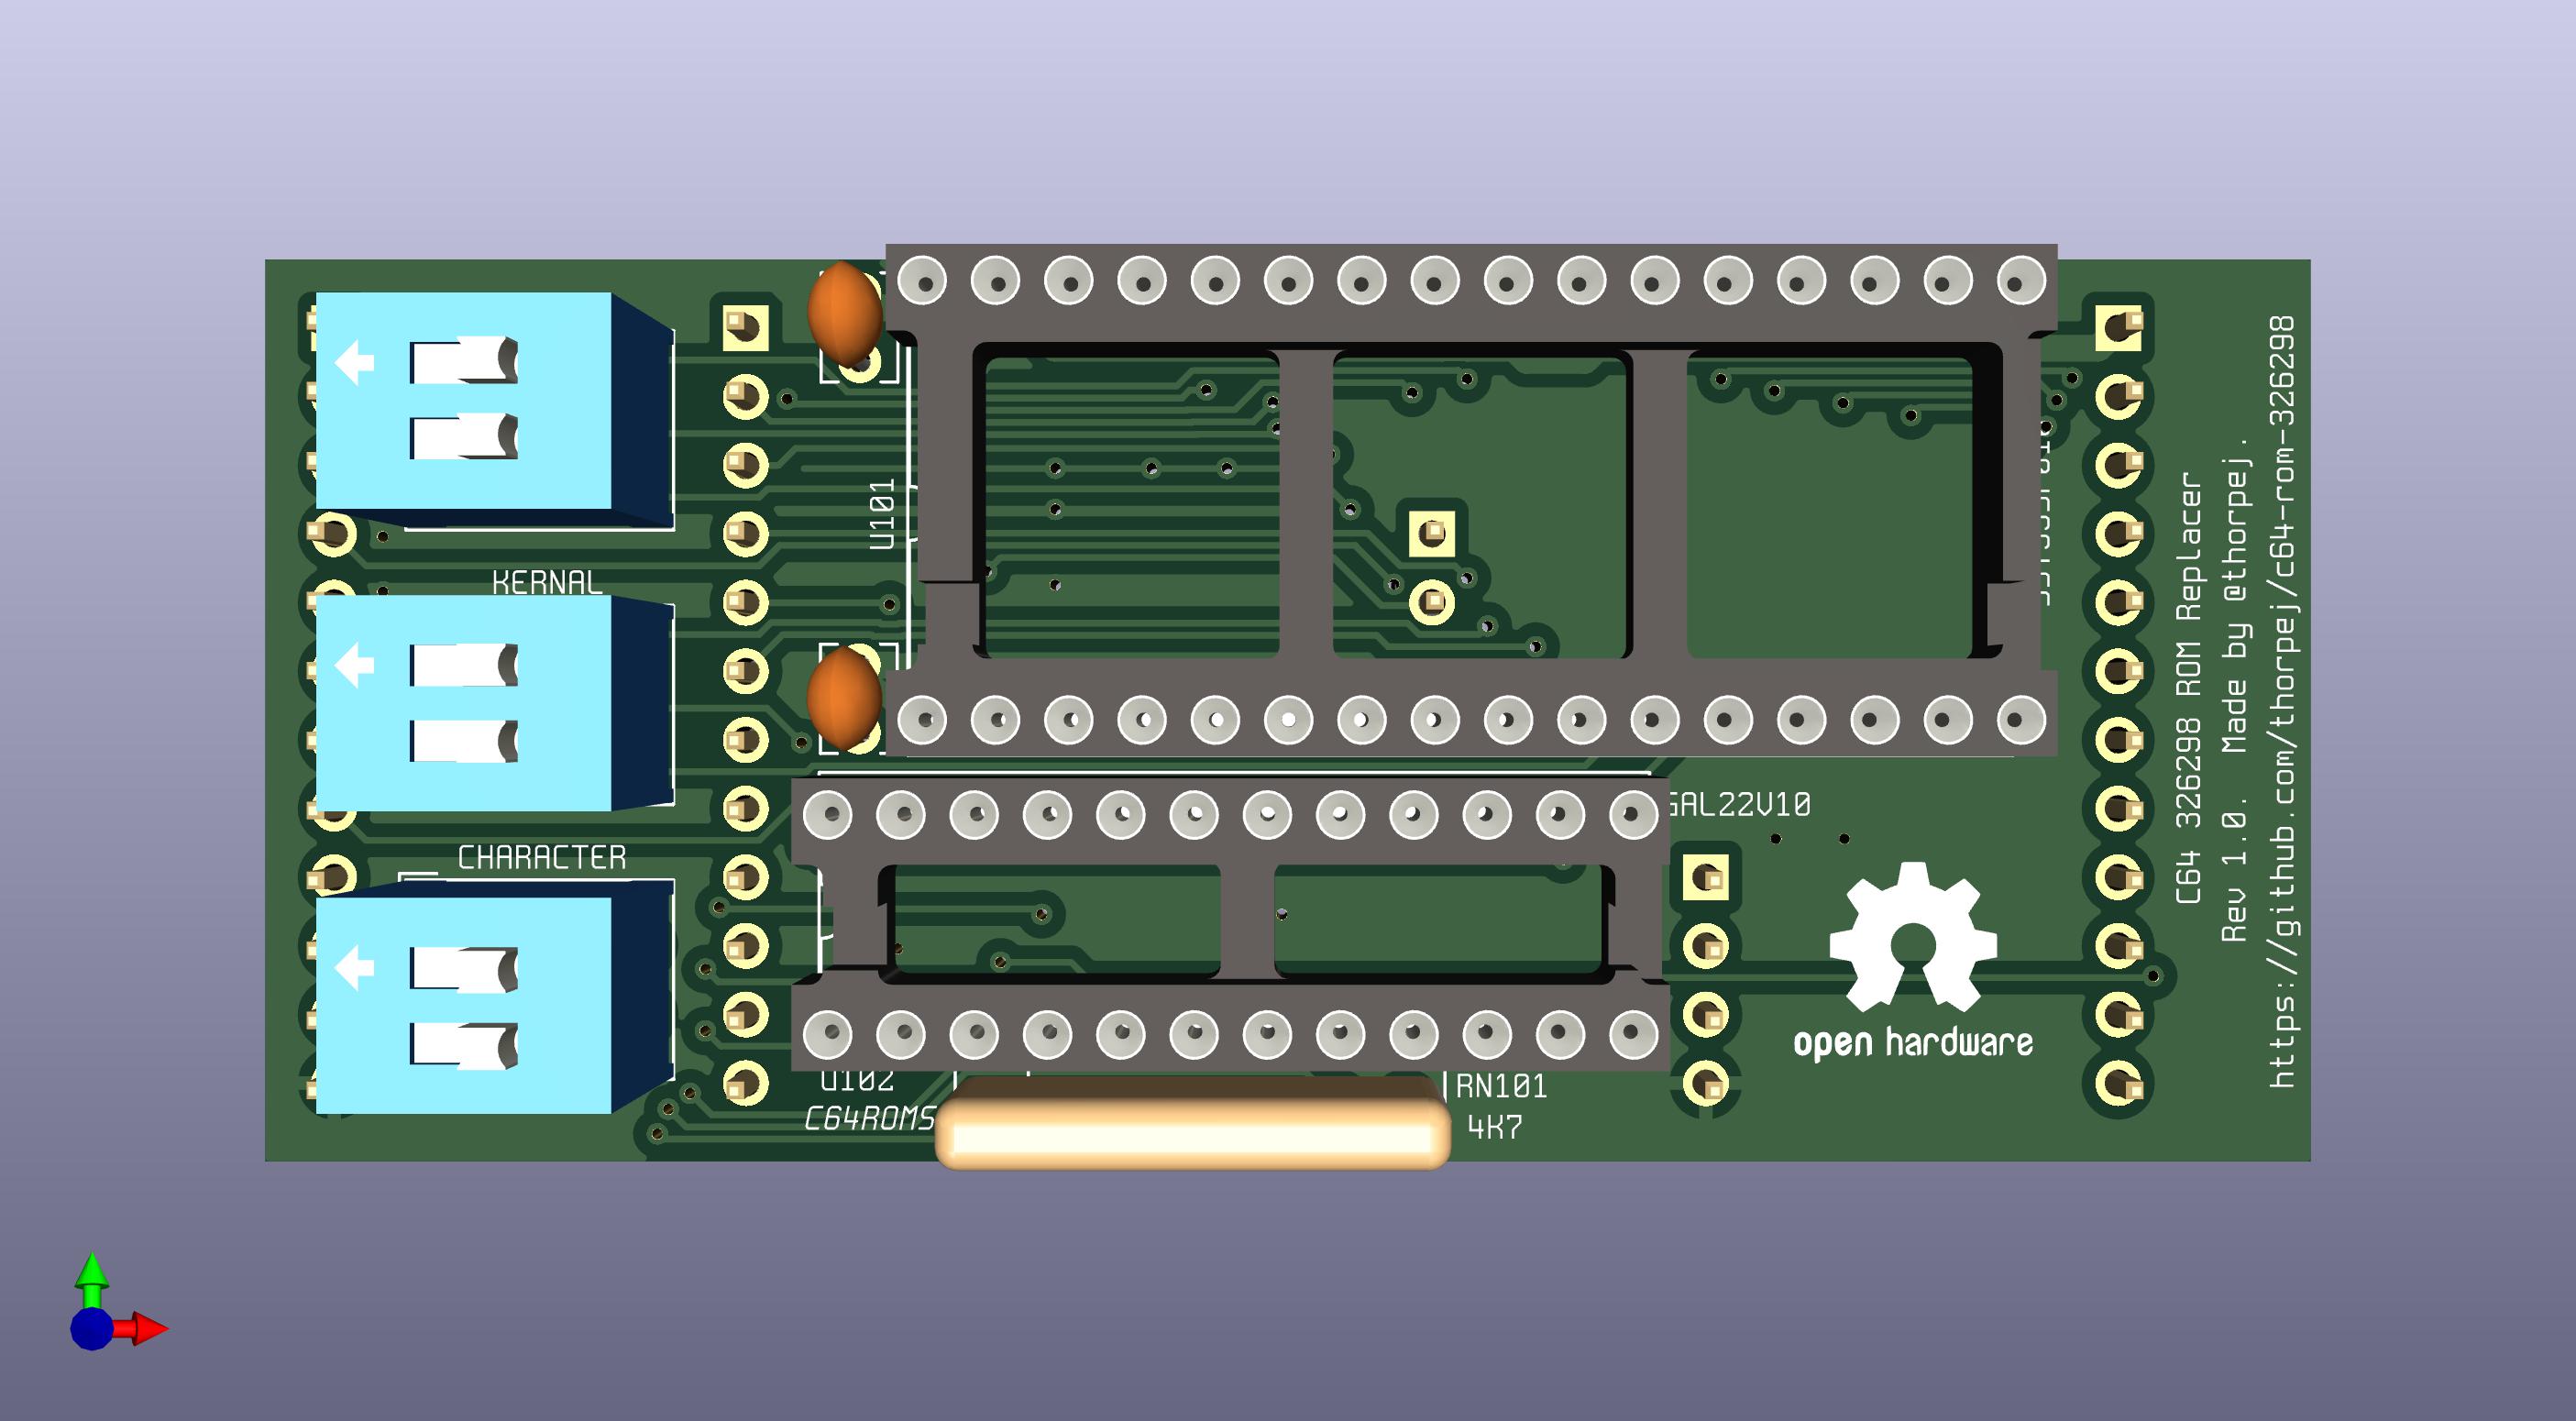 U101
KERNAL
CHARACTER
GAL22V10
U102
C64ROMS
RN101
4K7
open hardware
C64 326298 ROM Replacer
Rev 1.0. Made by @thorpej.
https://github.com/thorpej/c64-rom-326298